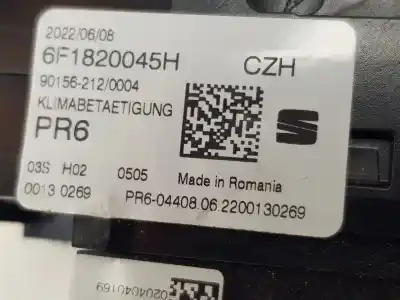 2022/06/08
6F1820045H CZH
90156-212/0004
KLIMABETAETIGUNG
PR6
03S H02 0505 Made in Romania
0013 0269 PR6-04408.06.2200130269
0204040169